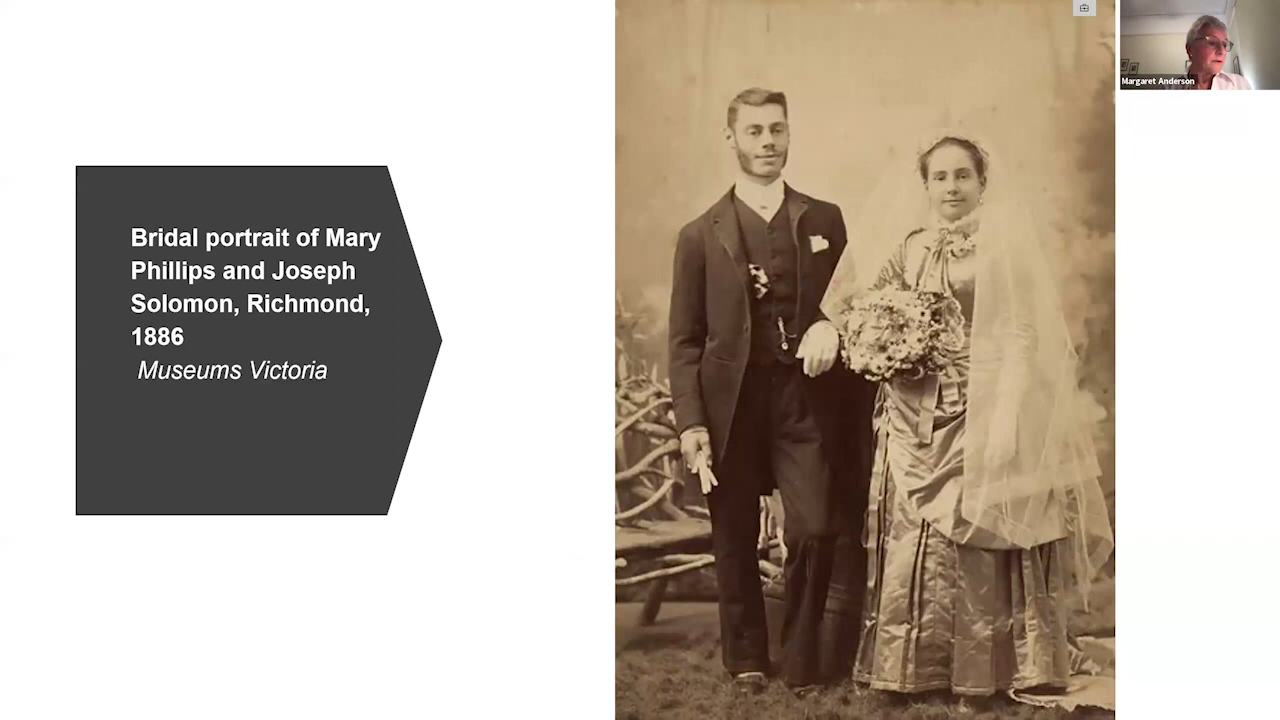 Bridal portrait of Mary
Phillips and Joseph
Solomon, Richmond,
1886
Museums Victoria
Margaret Anderson